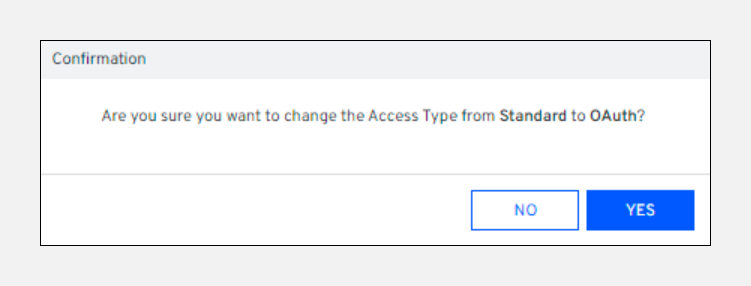 Confirmation
Are you sure you want to change the Access Type from Standard to OAuth?
NO
YES